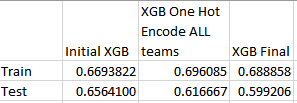 XGB One Hot
Encode ALL
Initial XGB teams XGB Final
Train 0.6693822 0.696085 0.688858
Test 0.6564100 0.616667 0.599206